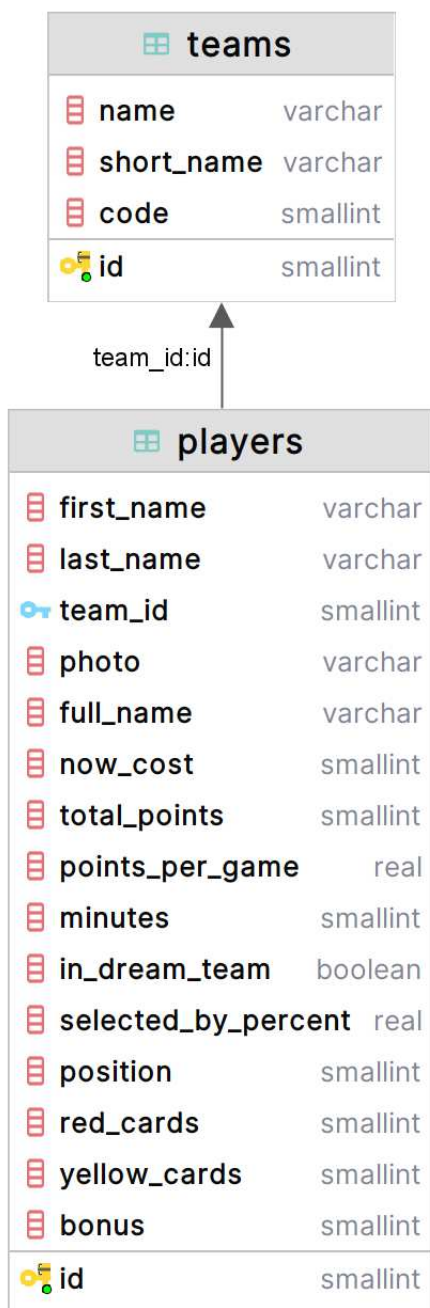 teams
name varchar
short_name varchar
code smallint
id smallint
team_id:id
players
first_name varchar
last_name varchar
team_id smallint
photo varchar
full_name varchar
now_cost smallint
total_points smallint
points_per_game real
minutes smallint
in_dream_team boolean
selected_by_percent real
position smallint
red_cards smallint
yellow_cards smallint
bonus smallint
id smallint